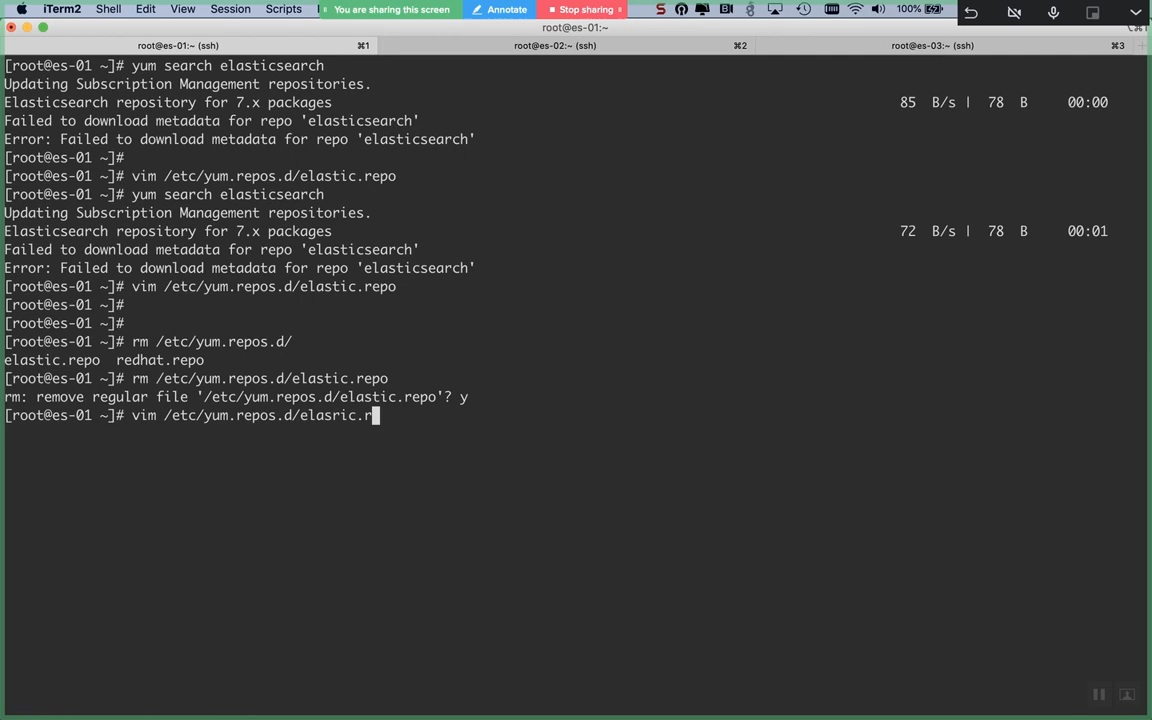 iTerm2 Shell Edit View Session Scripts You are sharing this screen Annotate Stop sharing 100%
root@es-01:~
root@es-01:~ (ssh) ⌘1 root@es-02:~ (ssh) ⌘2 root@es-03:~ (ssh) ⌘3
[root@es-01 ~]# yum search elasticsearch
Updating Subscription Management repositories.
Elasticsearch repository for 7.x packages 85 B/s | 78 B 00:00
Failed to download metadata for repo 'elasticsearch'
Error: Failed to download metadata for repo 'elasticsearch'
[root@es-01 ~]#
[root@es-01 ~]# vim /etc/yum.repos.d/elastic.repo
[root@es-01 ~]# yum search elasticsearch
Updating Subscription Management repositories.
Elasticsearch repository for 7.x packages 72 B/s | 78 B 00:01
Failed to download metadata for repo 'elasticsearch'
Error: Failed to download metadata for repo 'elasticsearch'
[root@es-01 ~]# vim /etc/yum.repos.d/elastic.repo
[root@es-01 ~]#
[root@es-01 ~]#
[root@es-01 ~]# rm /etc/yum.repos.d/
elastic.repo redhat.repo
[root@es-01 ~]# rm /etc/yum.repos.d/elastic.repo
rm: remove regular file '/etc/yum.repos.d/elastic.repo'? y
[root@es-01 ~]# vim /etc/yum.repos.d/elasric.r